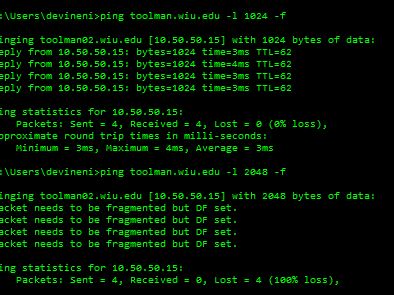 :\Users\devineni>ping toolman.wiu.edu -l 1024 -f
inging toolman02.wiu.edu [10.50.50.15] with 1024 bytes of data:
eply from 10.50.50.15: bytes=1024 time=3ms TTL=62
eply from 10.50.50.15: bytes=1024 time=4ms TTL=62
eply from 10.50.50.15: bytes=1024 time=3ms TTL=62
eply from 10.50.50.15: bytes=1024 time=3ms TTL=62
ing statistics for 10.50.50.15:
Packets: Sent = 4, Received = 4, Lost = 0 (0% loss),
pproximate round trip times in milli-seconds:
Minimum = 3ms, Maximum = 4ms, Average = 3ms
:\Users\devineni>ping toolman.wiu.edu -l 2048 -f
inging toolman02.wiu.edu [10.50.50.15] with 2048 bytes of data:
acket needs to be fragmented but DF set.
acket needs to be fragmented but DF set.
acket needs to be fragmented but DF set.
acket needs to be fragmented but DF set.
ing statistics for 10.50.50.15:
Packets: Sent = 4, Received = 0, Lost = 4 (100% loss),